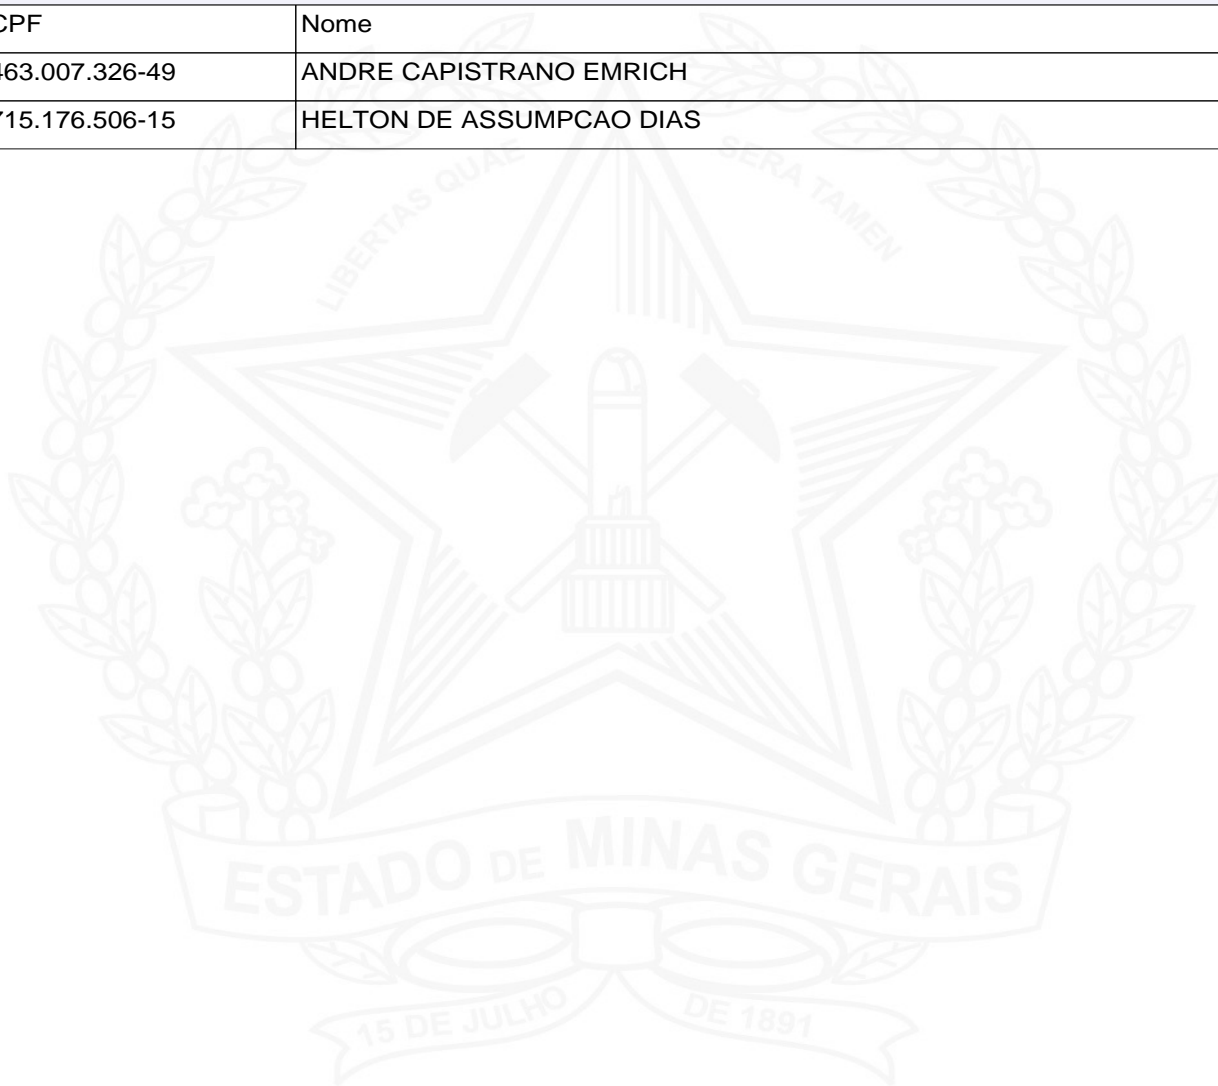 CPF Nome
463.007.326-49 ANDRE CAPISTRANO EMRICH
715.176.506-15 HELTON DE ASSUMPCAO DIAS
LIBERTAS QUAE SERA TAMEN
ESTADO DE MINAS GERAIS
15 DE JULHO DE 1891